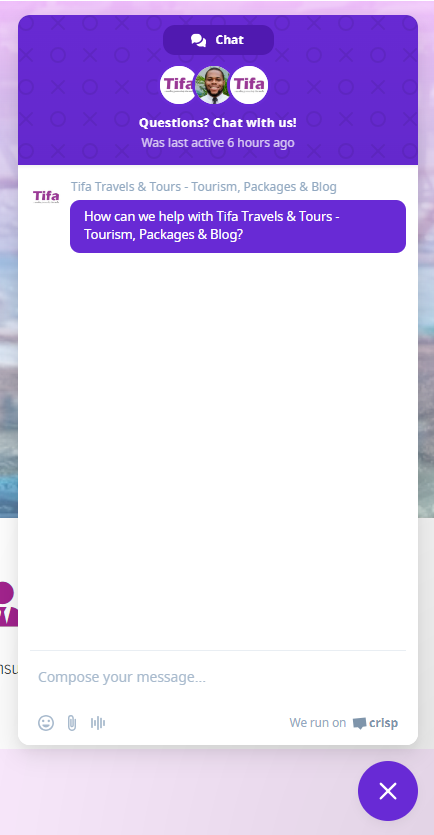 Chat
Tifa
Tifa
Questions? Chat with us!
Was last active 6 hours ago
Tifa Travels & Tours - Tourism, Packages & Blog
Tifa
How can we help with Tifa Travels & Tours -
Tourism, Packages & Blog?
nsu
Compose your message...
We run on crisp